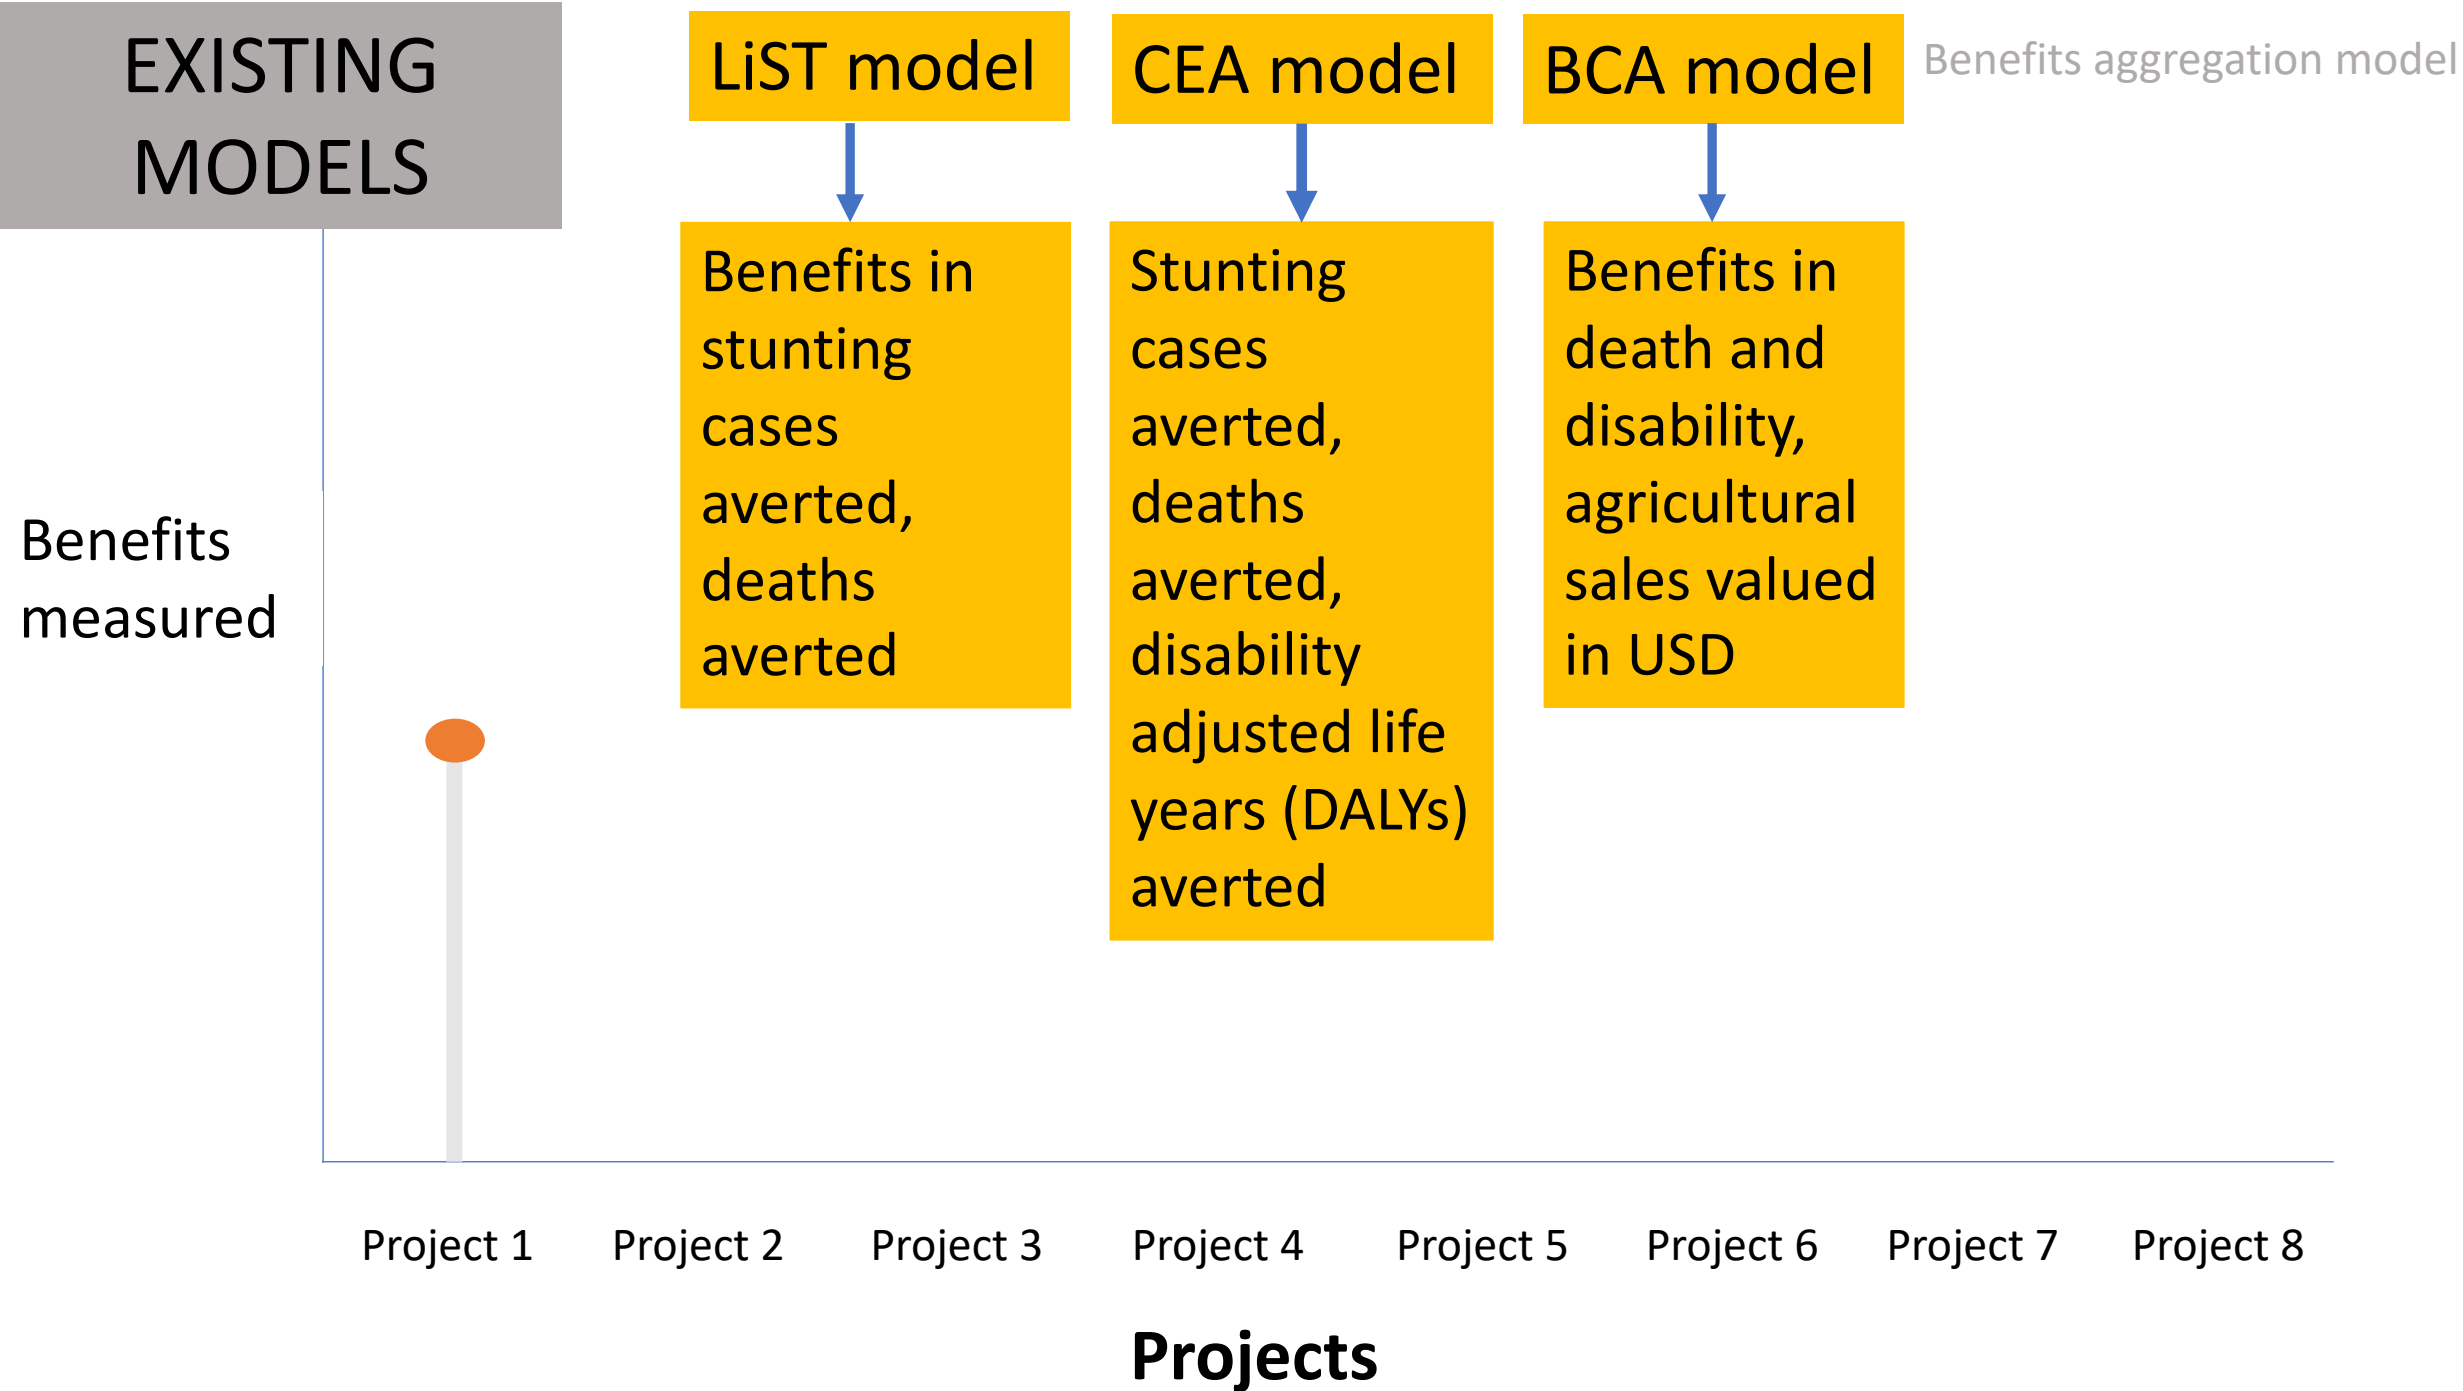 EXISTING
MODELS
LiST model
CEA model
BCA model
Benefits aggregation model
Benefits in
stunting
cases
averted,
deaths
averted
Stunting
cases
averted,
deaths
averted,
disability
adjusted life
years (DALYs)
averted
Benefits in
death and
disability,
agricultural
sales valued
in USD
Benefits
measured
Project 1
Project 2
Project 3
Project 4
Project 5
Project 6
Project 7
Project 8
Projects